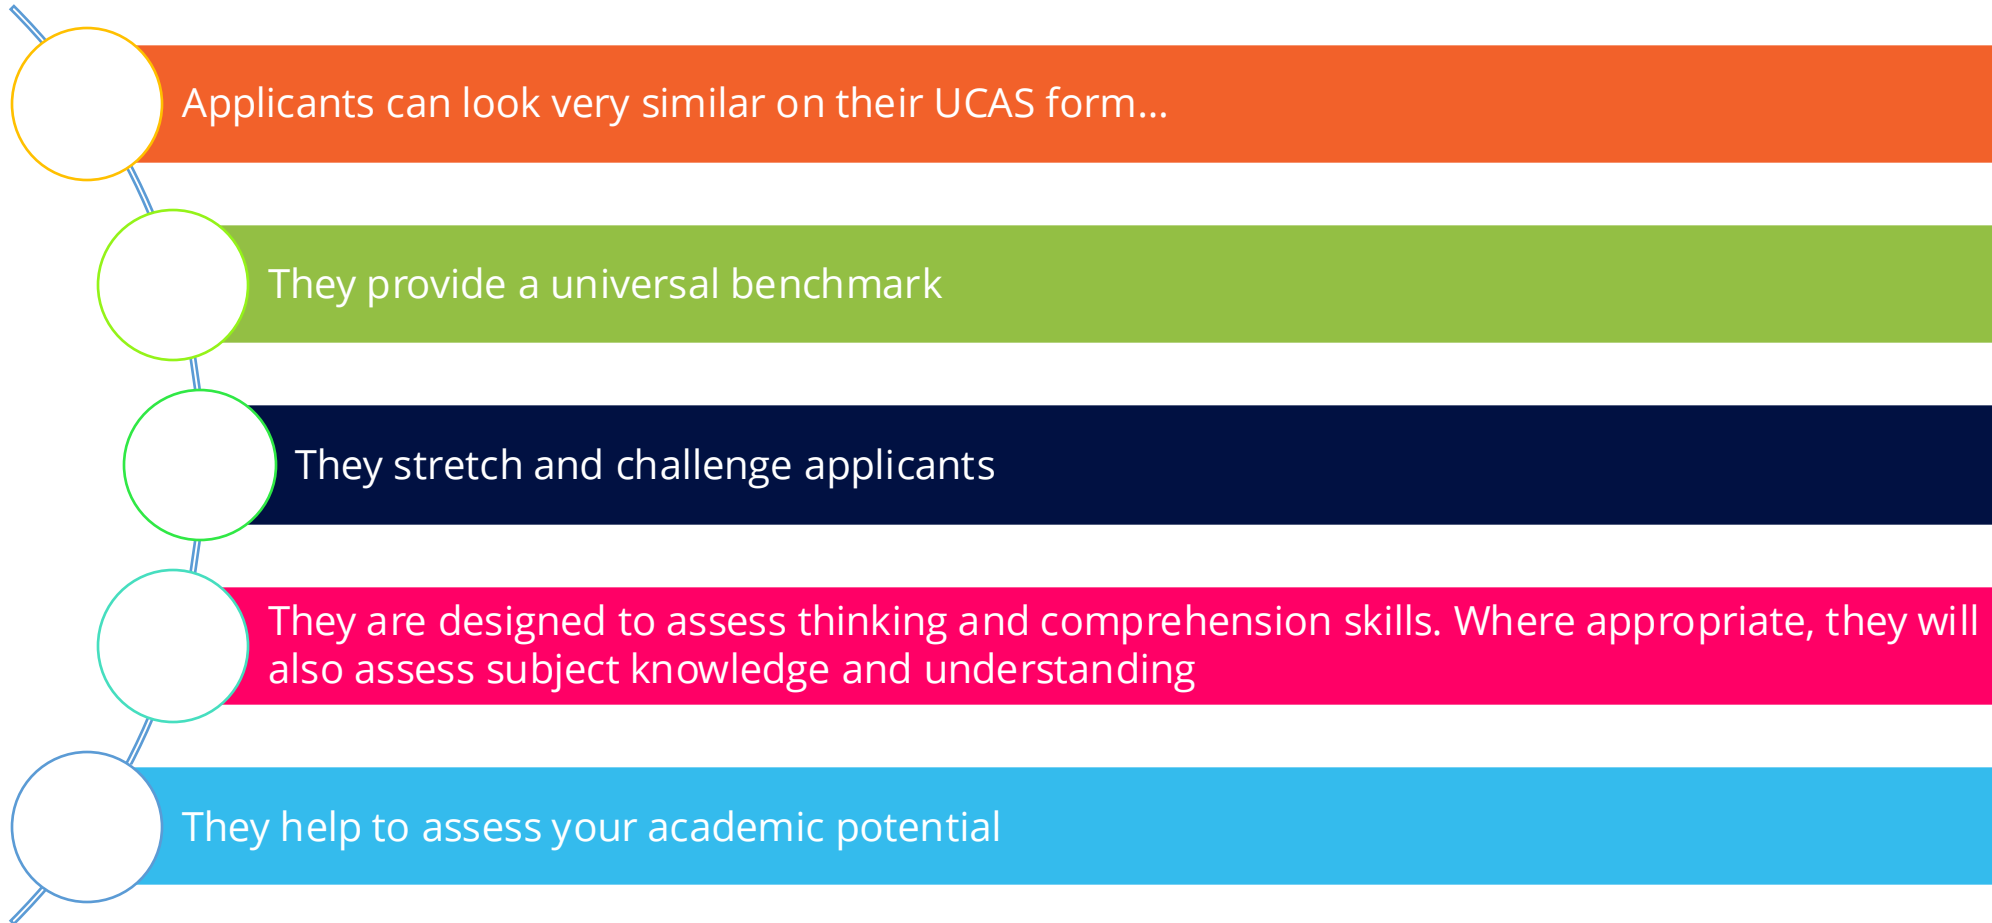 Applicants can look very similar on their UCAS form...
They provide a universal benchmark
They stretch and challenge applicants
They are designed to assess thinking and comprehension skills. Where appropriate, they will
also assess subject knowledge and understanding
They help to assess your academic potential